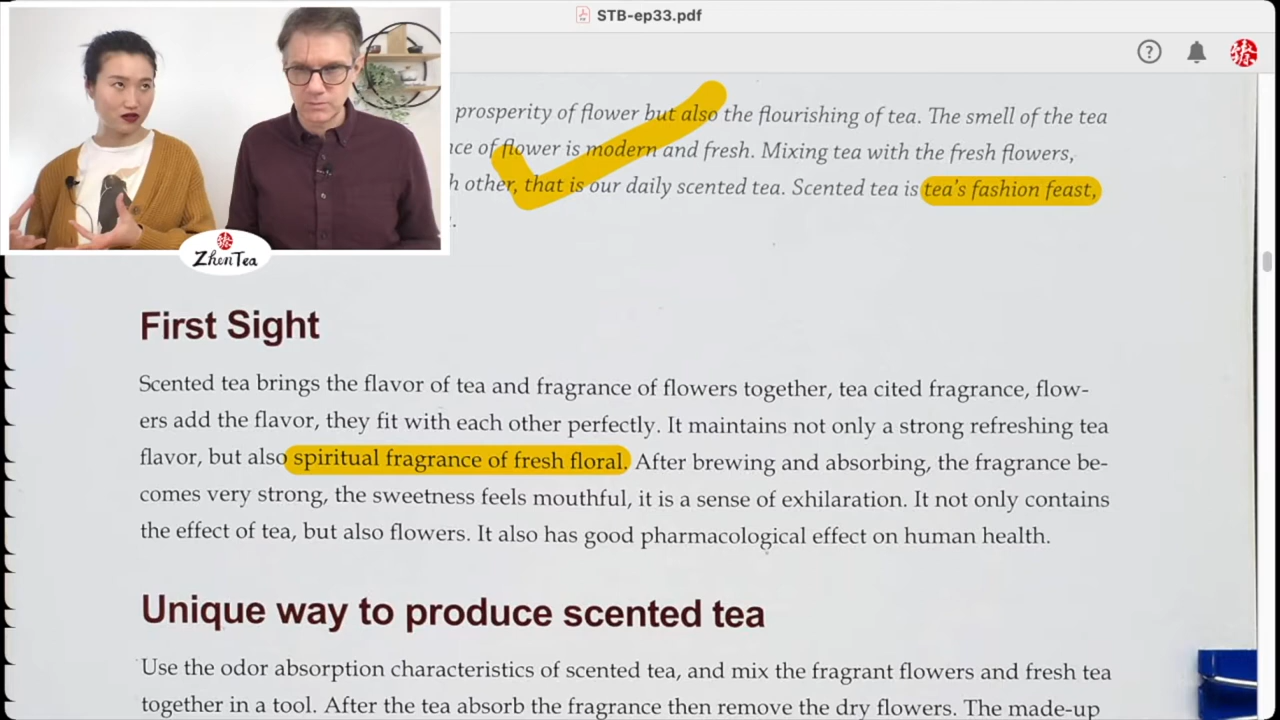 STB-ep33.pdf
prosperity of flower but also the flourishing of tea. The smell of the tea
of flower is modern and fresh. Mixing tea with the fresh flowers,
other, that is our daily scented tea. Scented tea is tea's fashion feast,
ZhenTea
First Sight
Scented tea brings the flavor of tea and fragrance of flowers together, tea cited fragrance, flow-
ers add the flavor, they fit with each other perfectly. It maintains not only a strong refreshing tea
flavor, but also spiritual fragrance of fresh floral. After brewing and absorbing, the fragrance be-
comes very strong, the sweetness feels mouthful, it is a sense of exhilaration. It not only contains
the effect of tea, but also flowers. It also has good pharmacological effect on human health.
Unique way to produce scented tea
Use the odor absorption characteristics of scented tea, and mix the fragrant flowers and fresh tea
together in a tool. After the tea absorb the fragrance then remove the dry flowers. The made-up